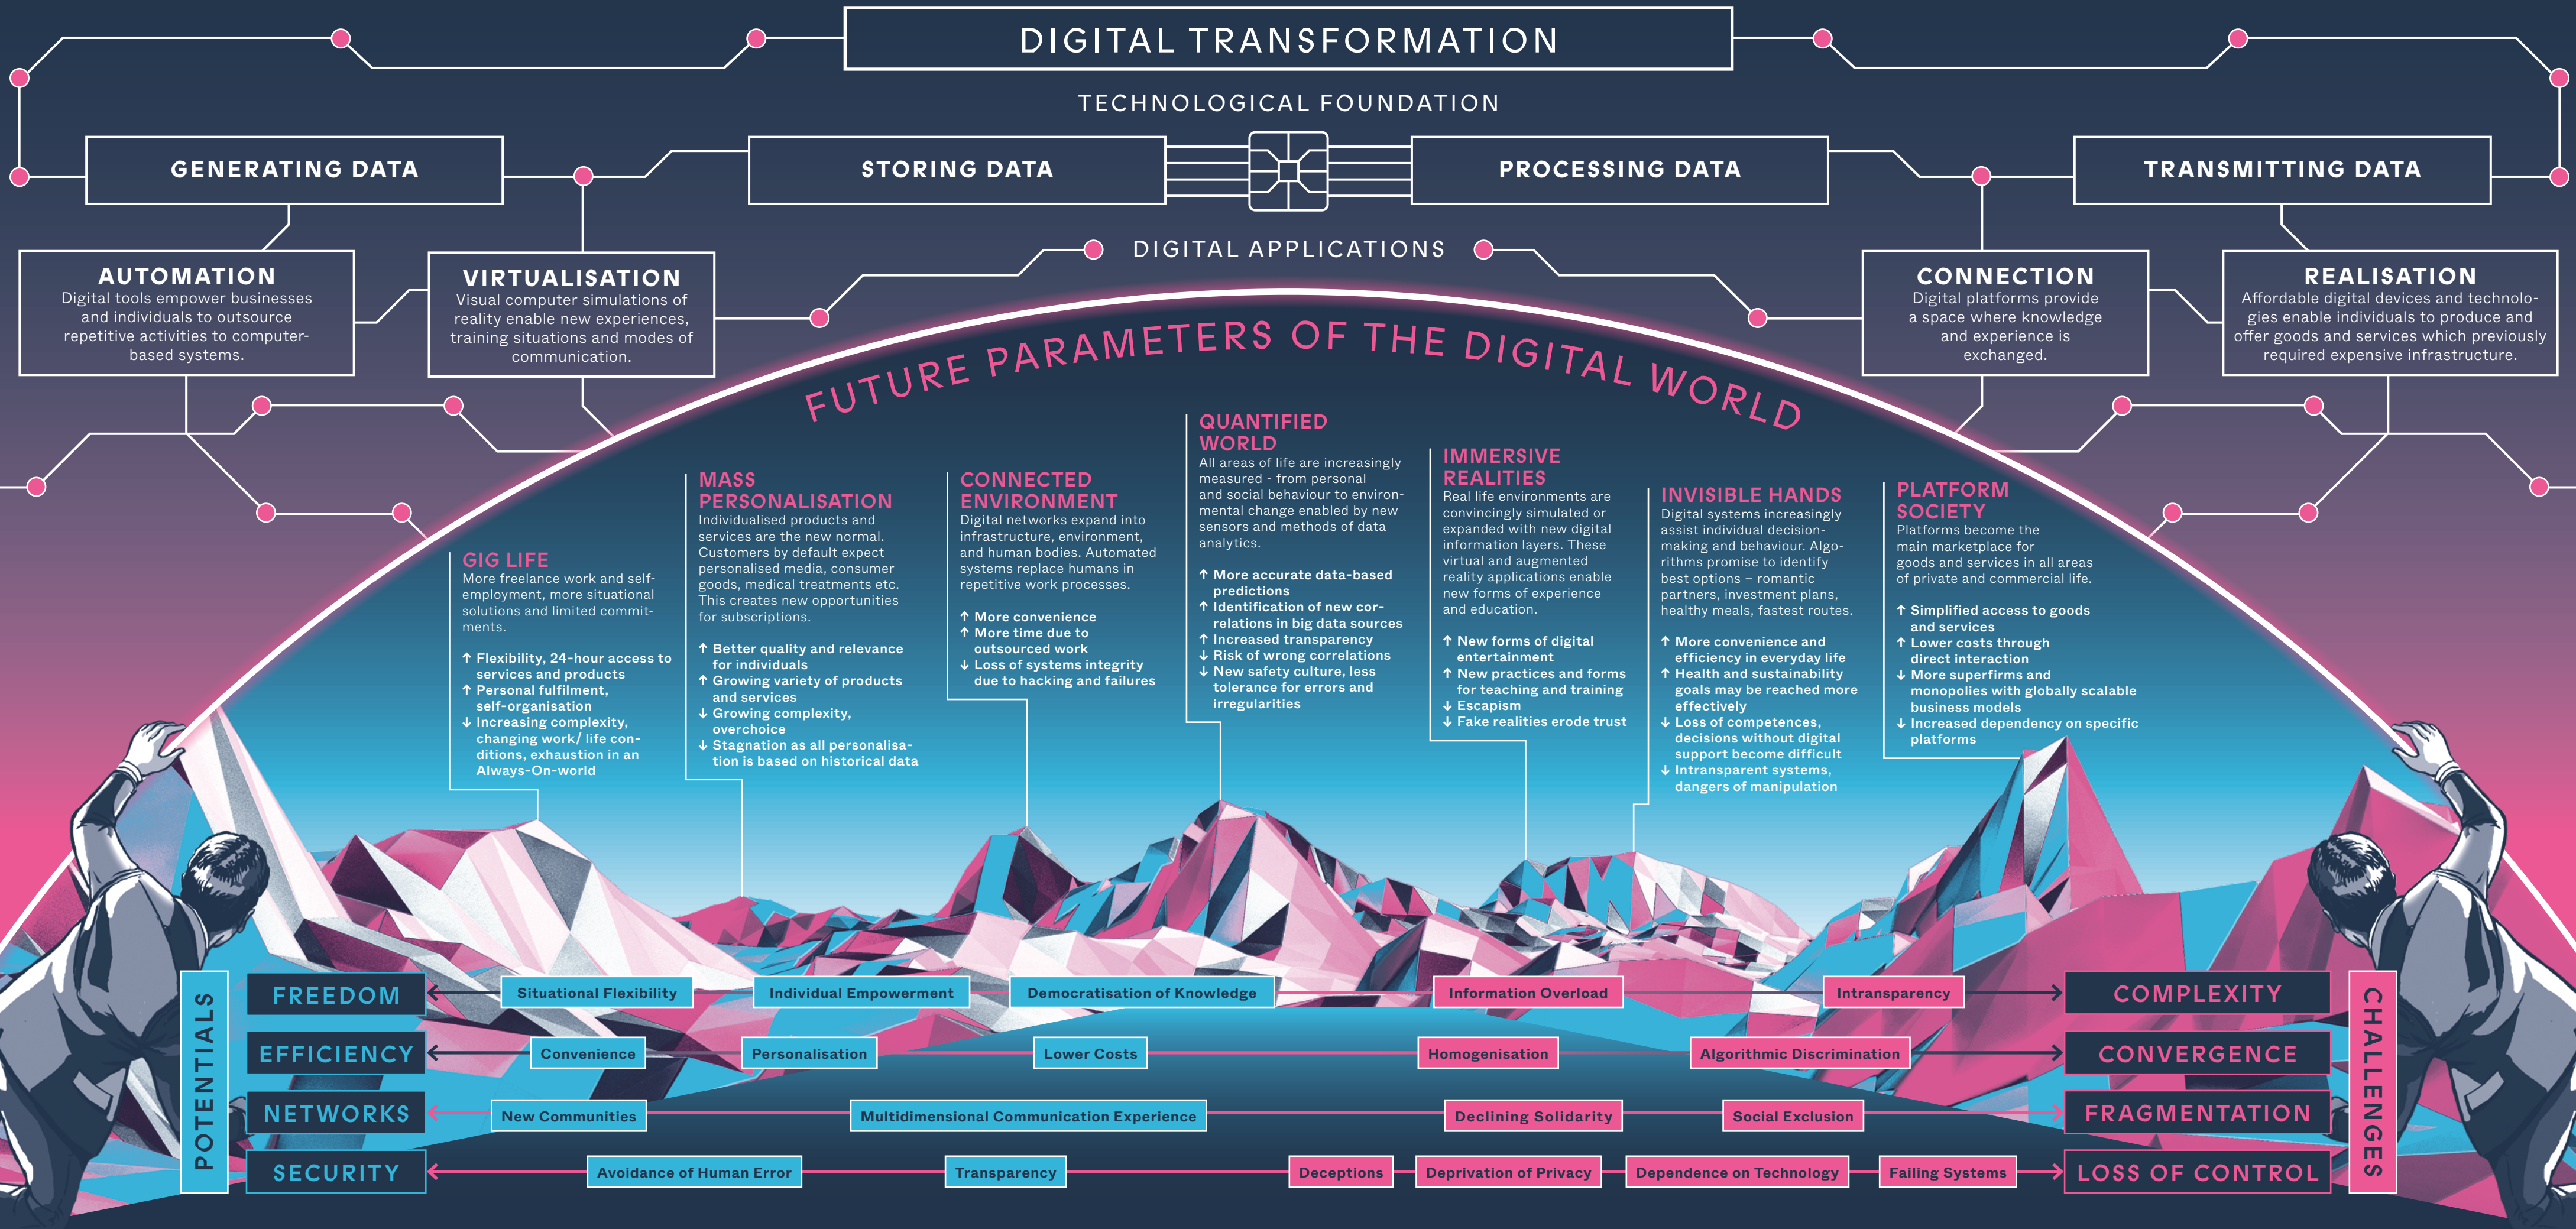 DIGITAL TRANSFORMATION
TECHNOLOGICAL FOUNDATION
GENERATING DATA
STORING DATA
PROCESSING DATA
TRANSMITTING DATA
DIGITAL APPLICATIONS
AUTOMATION
Digital tools empower businesses
and individuals to outsource
repetitive activities to computer-
based systems.
VIRTUALISATION
Visual computer simulations of
reality enable new experiences,
training situations and modes of
communication.
CONNECTION
Digital platforms provide
a space where knowledge
and experience is
exchanged.
REALISATION
Affordable digital devices and technolo-
gies enable individuals to produce and
offer goods and services which previously
required expensive infrastructure.
FUTURE PARAMETERS OF THE DIGITAL WORLD
GIG LIFE
More freelance work and self-
employment, more situational
solutions and limited commit-
ments.
↑ Flexibility, 24-hour access to
services and products
↑ Personal fulfilment,
self-organisation
↓ Increasing complexity,
changing work/ life con-
ditions, exhaustion in an
Always-On-world
MASS
PERSONALISATION
Individualised products and
services are the new normal.
Customers by default expect
personalised media, consumer
goods, medical treatments etc.
This creates new opportunities
for subscriptions.
↑ Better quality and relevance
for individuals
↑ Growing variety of products
and services
↓ Growing complexity,
overchoice
↓ Stagnation as all personalisa-
tion is based on historical data
CONNECTED
ENVIRONMENT
Digital networks expand into
infrastructure, environment,
and human bodies. Automated
systems replace humans in
repetitive work processes.
↑ More convenience
↑ More time due to
outsourced work
↓ Loss of systems integrity
due to hacking and failures
QUANTIFIED
WORLD
All areas of life are increasingly
measured - from personal
and social behaviour to environ-
mental change enabled by new
sensors and methods of data
analytics.
↑ More accurate data-based
predictions
↑ Identification of new cor-
relations in big data sources
↑ Increased transparency
↓ Risk of wrong correlations
↓ New safety culture, less
tolerance for errors and
irregularities
IMMERSIVE
REALITIES
Real life environments are
convincingly simulated or
expanded with new digital
information layers. These
virtual and augmented
reality applications enable
new forms of experience
and education.
↑ New forms of digital
entertainment
↑ New practices and forms
for teaching and training
↓ Escapism
↓ Fake realities erode trust
INVISIBLE HANDS
Digital systems increasingly
assist individual decision-
making and behaviour. Algo-
rithms promise to identify
best options – romantic
partners, investment plans,
healthy meals, fastest routes.
↑ More convenience and
efficiency in everyday life
↑ Health and sustainability
goals may be reached more
effectively
↓ Loss of competences,
decisions without digital
support become difficult
↓ Intransparent systems,
dangers of manipulation
PLATFORM
SOCIETY
Platforms become the
main marketplace for
goods and services in all areas
of private and commercial life.
↑ Simplified access to goods
and services
↑ Lower costs through
direct interaction
↓ More superfirms and
monopolies with globally scalable
business models
↓ Increased dependency on specific
platforms
POTENTIALS
FREEDOM
Situational Flexibility
Individual Empowerment
Democratisation of Knowledge
Information Overload
Intransparency
COMPLEXITY
EFFICIENCY
Convenience
Personalisation
Lower Costs
Homogenisation
Algorithmic Discrimination
CONVERGENCE
NETWORKS
New Communities
Multidimensional Communication Experience
Declining Solidarity
Social Exclusion
FRAGMENTATION
SECURITY
Avoidance of Human Error
Transparency
Deceptions
Deprivation of Privacy
Dependence on Technology
Failing Systems
LOSS OF CONTROL
CHALLENGES